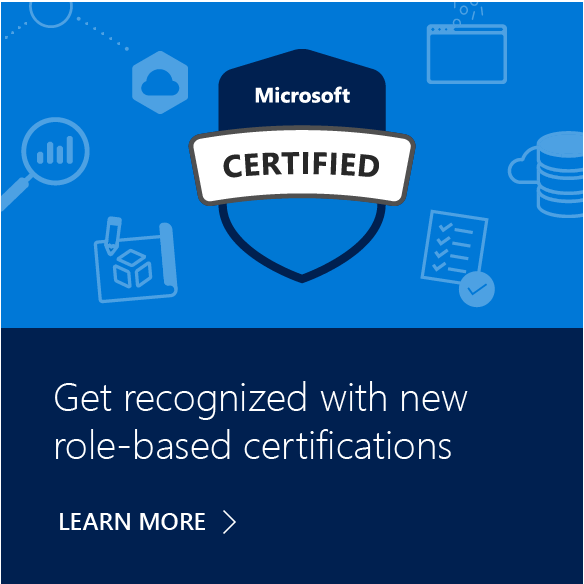 Microsoft
CERTIFIED
Get recognized with new
role-based certifications
LEARN MORE